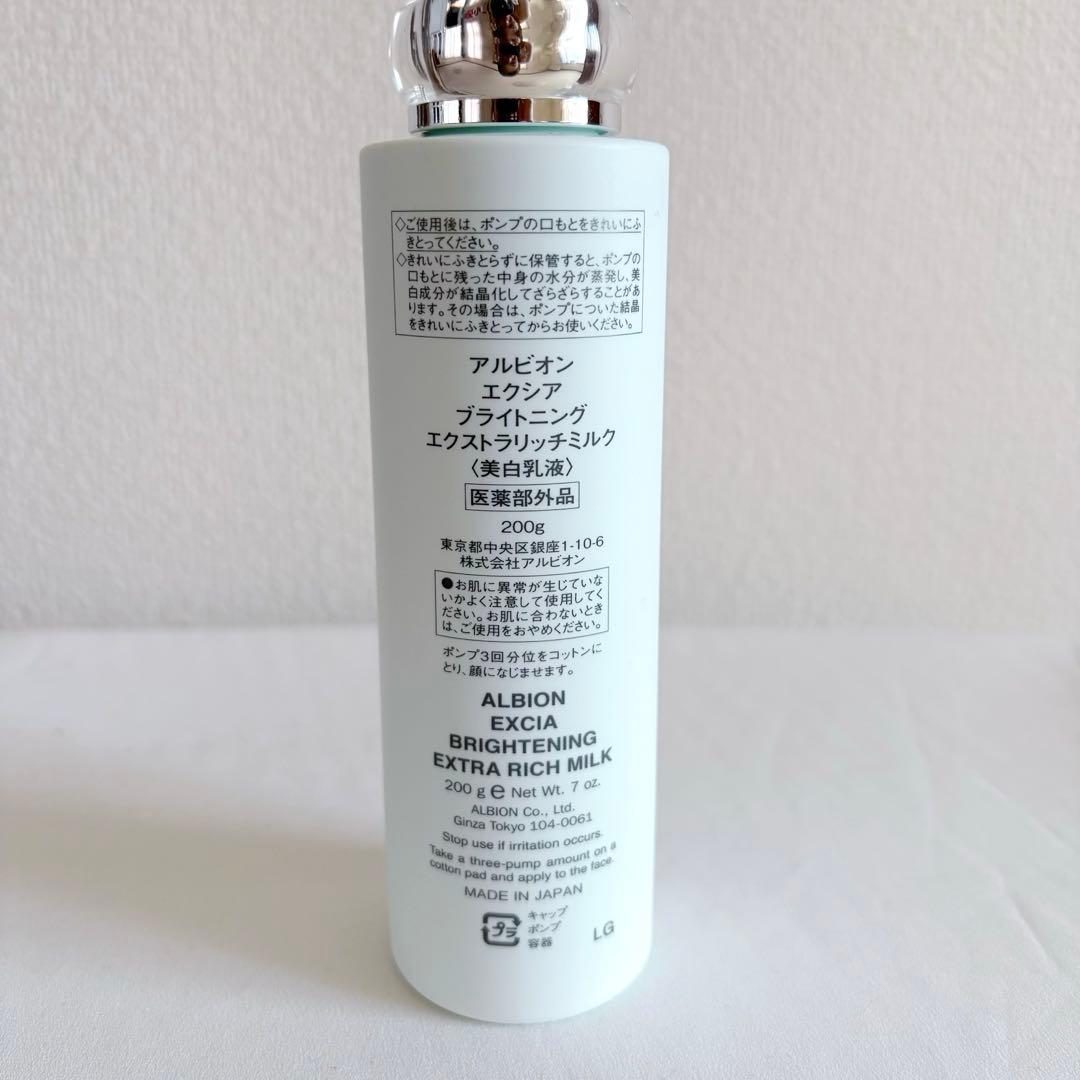 ◇ご使用後は、ポンプの口もとをきれいにふ
きとってください。
◇きれいにふきとらずに保管すると、ポンプの
口もとに残った中身の水分が蒸発し、美
白成分が結晶化してざらざらすることがあ
ります。その場合は、ポンプについた結晶
をきれいにふきとってからお使いください。
アルビオン
エクシア
ブライトニング
エクストラリッチミルク
〈美白乳液〉
医薬部外品
200g
東京都中央区銀座1-10-6
株式会社アルビオン
●お肌に異常が生じていな
いかよく注意して使用してく
ださい。お肌に合わないとき
は、ご使用をおやめください。
ポンプ3回分位をコットンに
とり、顔になじませます。
ALBION
EXCIA
BRIGHTENING
EXTRA RICH MILK
200 g e Net Wt. 7 oz.
ALBION Co., Ltd.
Ginza Tokyo 104-0061
Stop use if irritation occurs.
Take a three-pump amount on a
cotton pad and apply to the face.
MADE IN JAPAN
プラ
キャップ
ポンプ
容器
LG